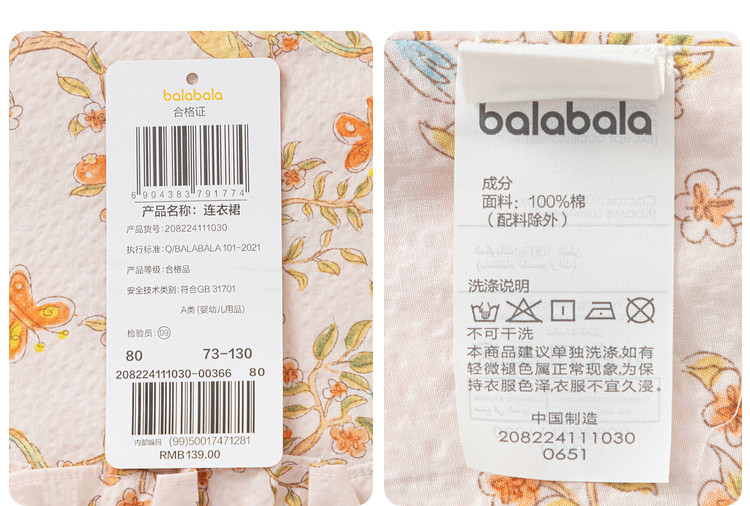 balabala
合格证
6 904383 791774
产品名称：连衣裙
产品货号：208224111030
执行标准：Q/BALABALA 101-2021
产品等级：合格品
安全技术类别：符合GB 31701
A类 (婴幼儿用品)
检验员：09
80 73-130
208224111030-00366 80
内部编码 (99)50017471281
RMB139.00
balabala
成分
面料：100%棉
（配料除外）
洗涤说明
不可干洗
本商品建议单独洗涤,如有
轻微褪色属正常现象,为保
持衣服色泽,衣服不宜久浸。
中国制造
208224111030
0651